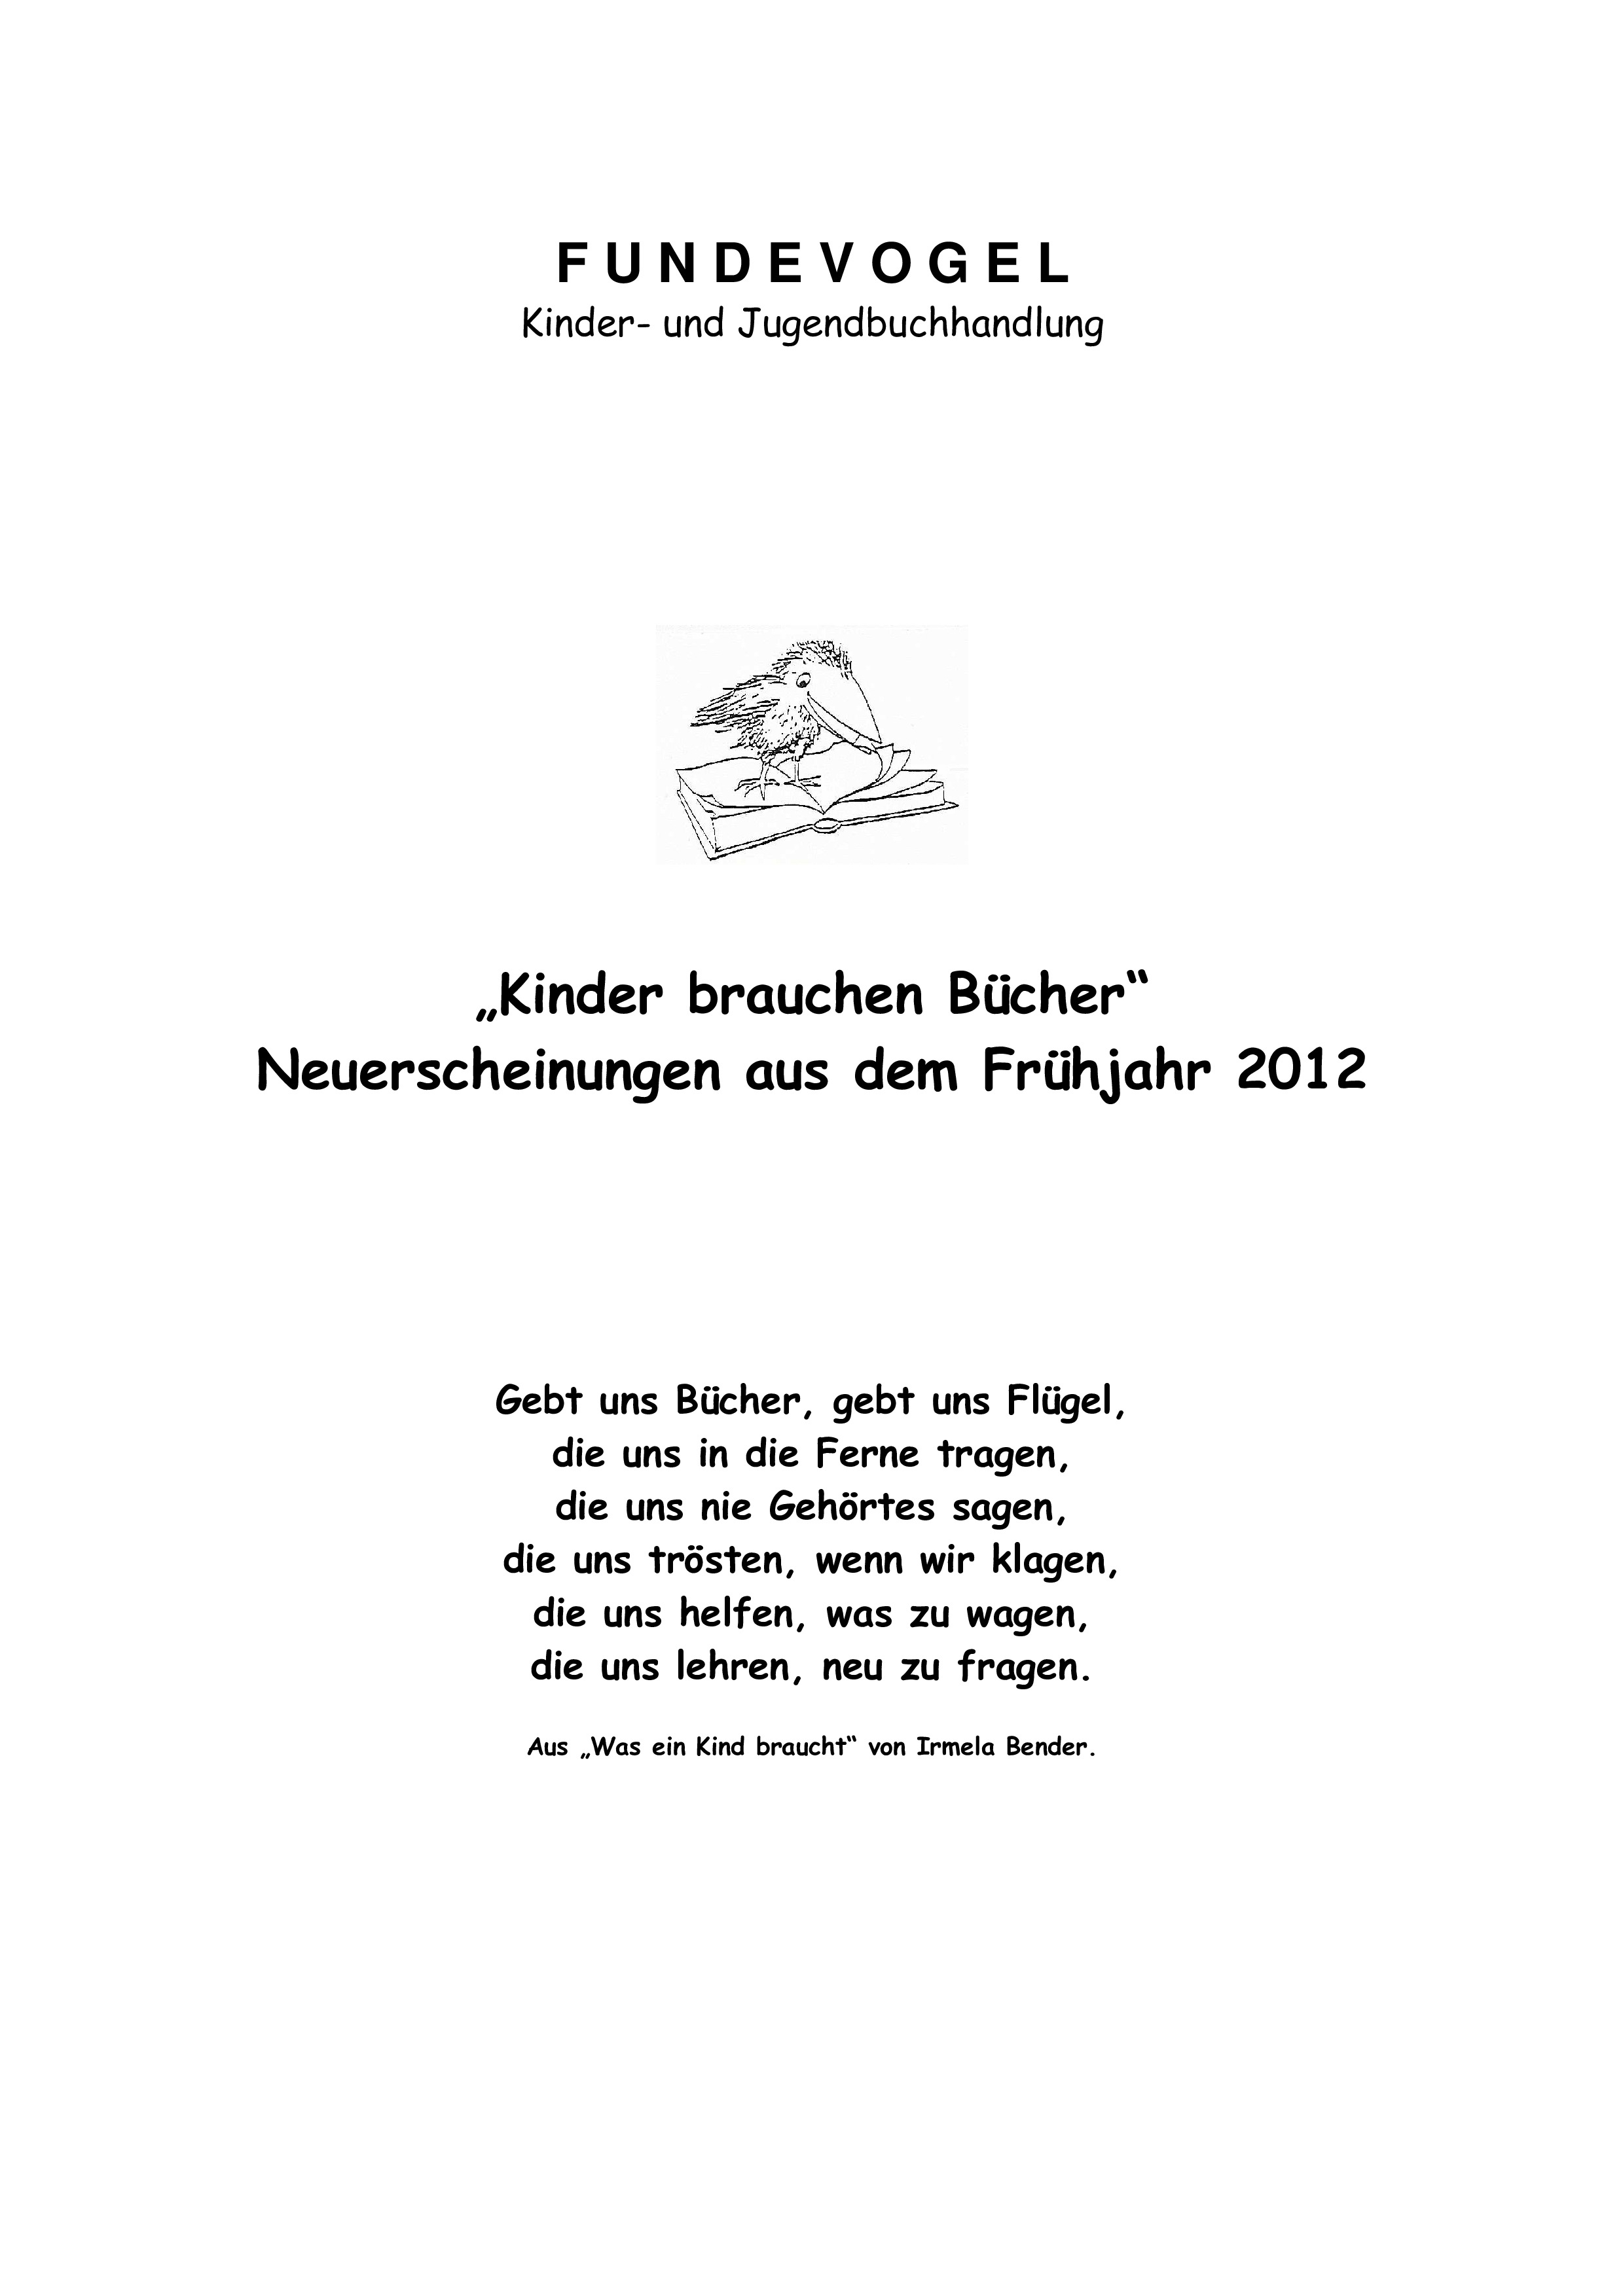 FUNDEVOGEL
Kinder- und Jugendbuchhandlung
„Kinder brauchen Bücher“
Neuerscheinungen aus dem Frühjahr 2012
Gebt uns Bücher, gebt uns Flügel,
die uns in die Ferne tragen,
die uns nie Gehörtes sagen,
die uns trösten, wenn wir klagen,
die uns helfen, was zu wagen,
die uns lehren, neu zu fragen.
Aus „Was ein Kind braucht“ von Irmela Bender.